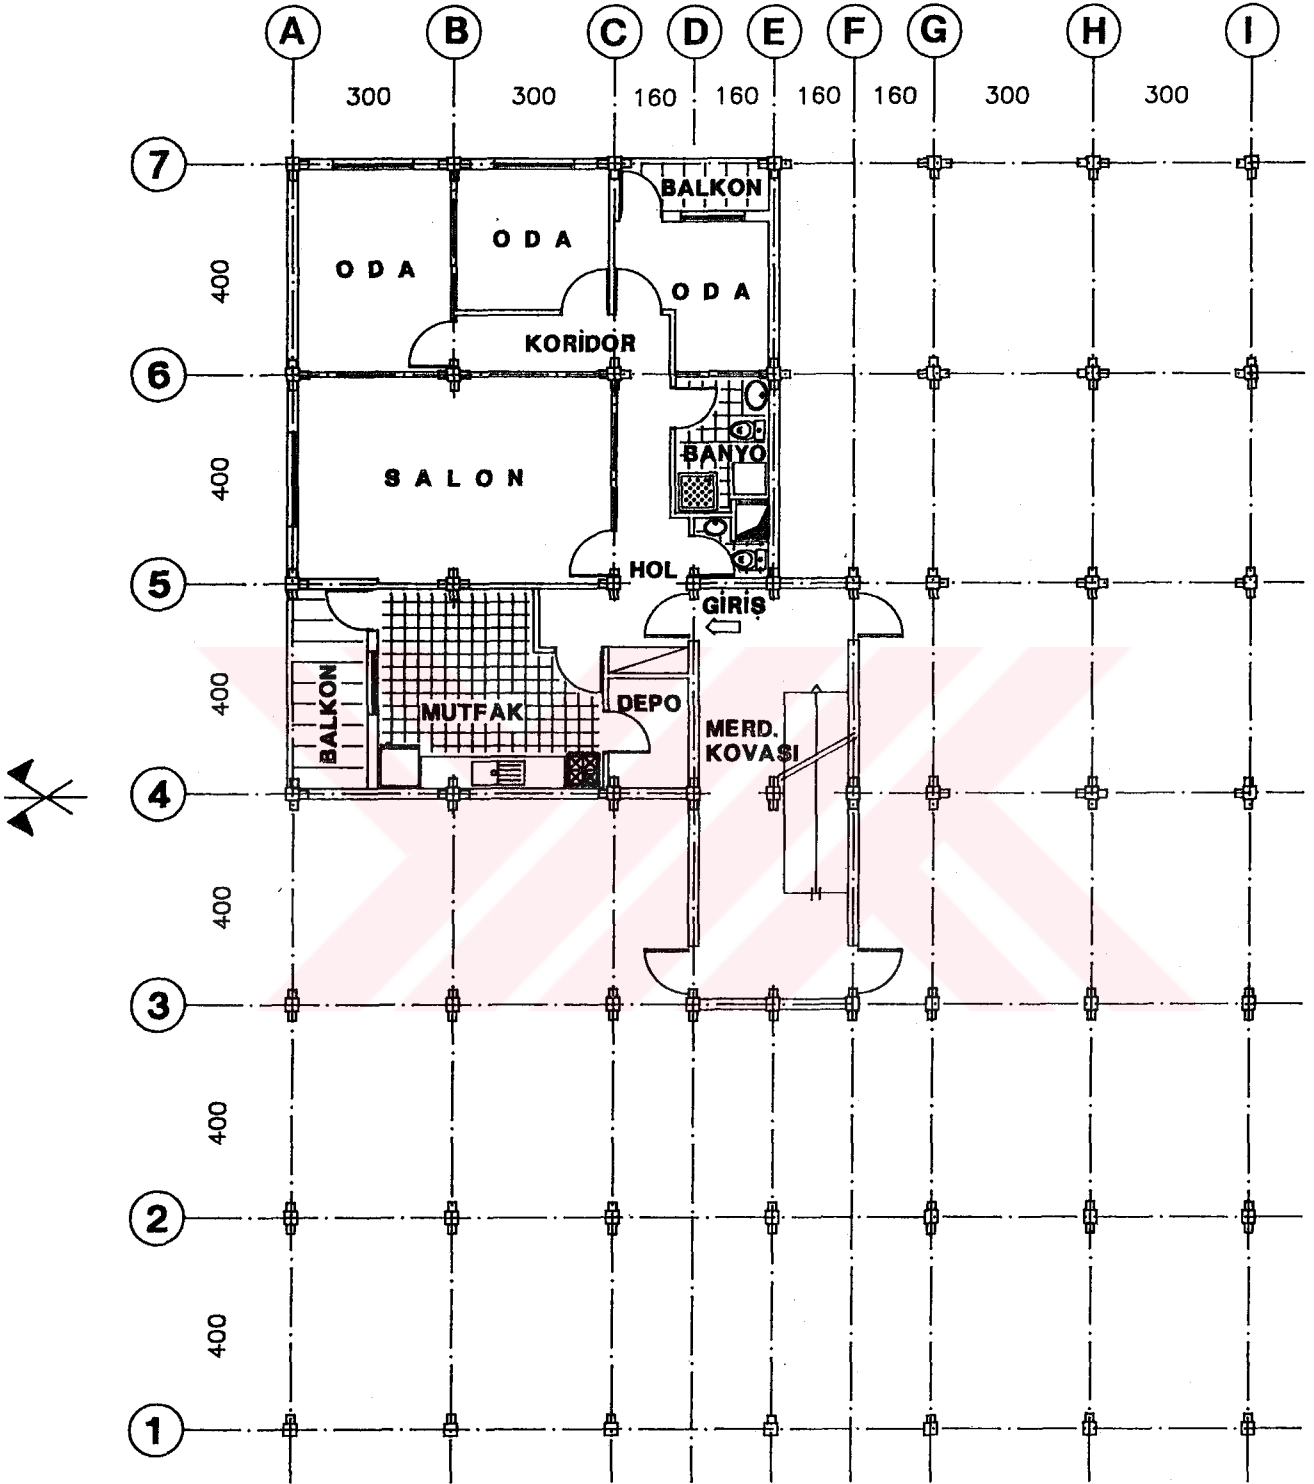 A B C D E F G H I
300 300 160 160 160 160 300 300
7
BALKON
ODA
ODA
400
ODA
KORİDOR
6
BANYO
SALON
400
HOL
5
GİRİŞ
400
BALKON
DEPO
MUTFAK
MERD.
KOVASI
4
400
3
400
2
400
1